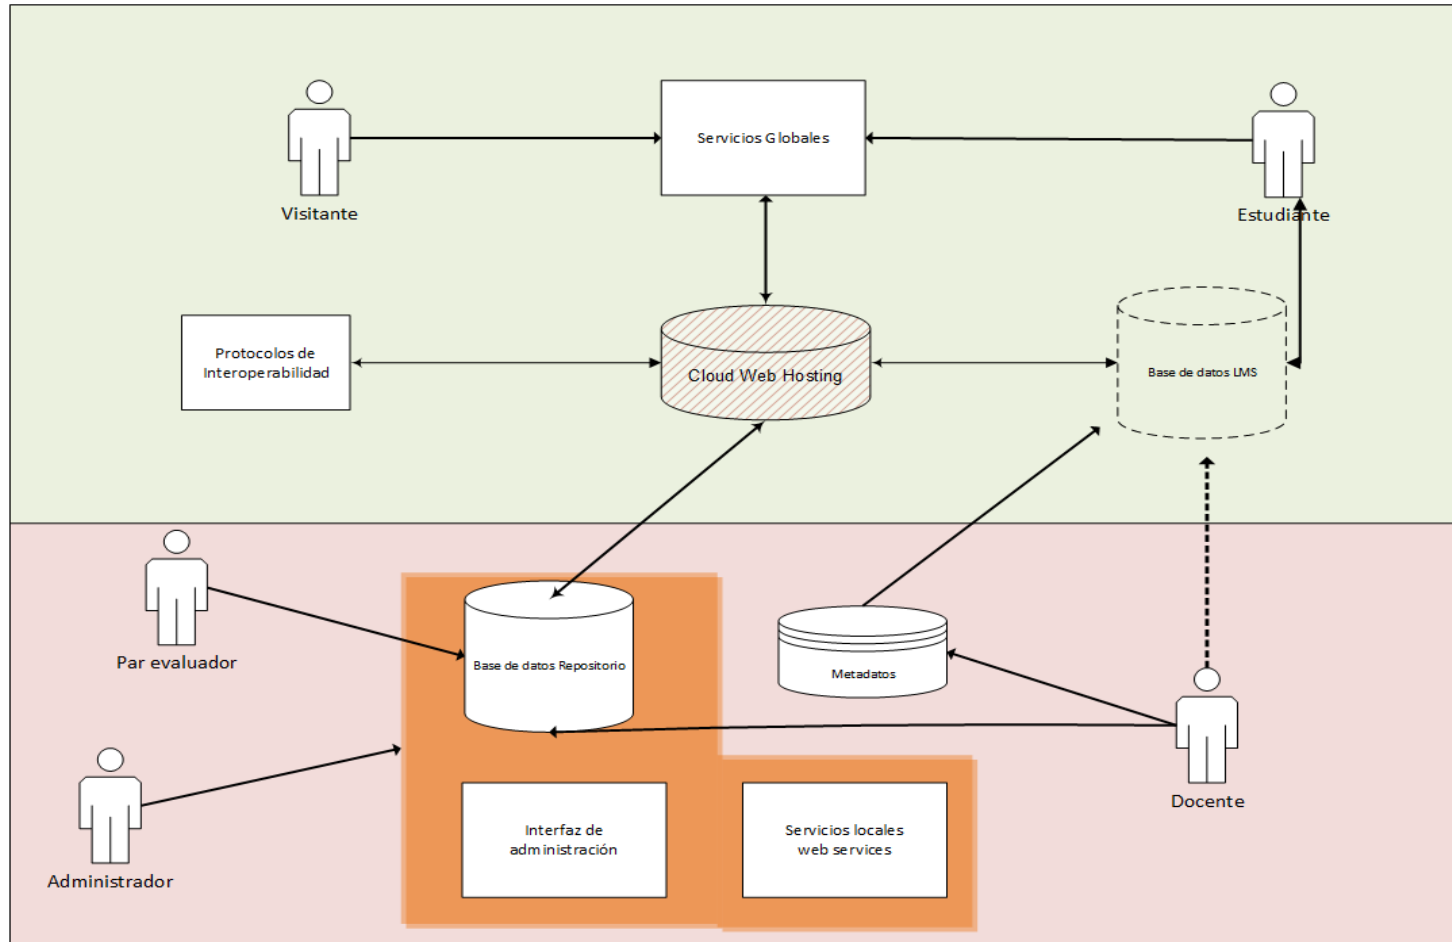 Servicios Globales
Visitante
Estudiante
Protocolos de
Interoperabilidad
Cloud Web Hosting
Base de datos LMS
Par evaluador
Base de datos Repositorio
Metadatos
Docente
Interfaz de
administración
Servicios locales
web services
Administrador